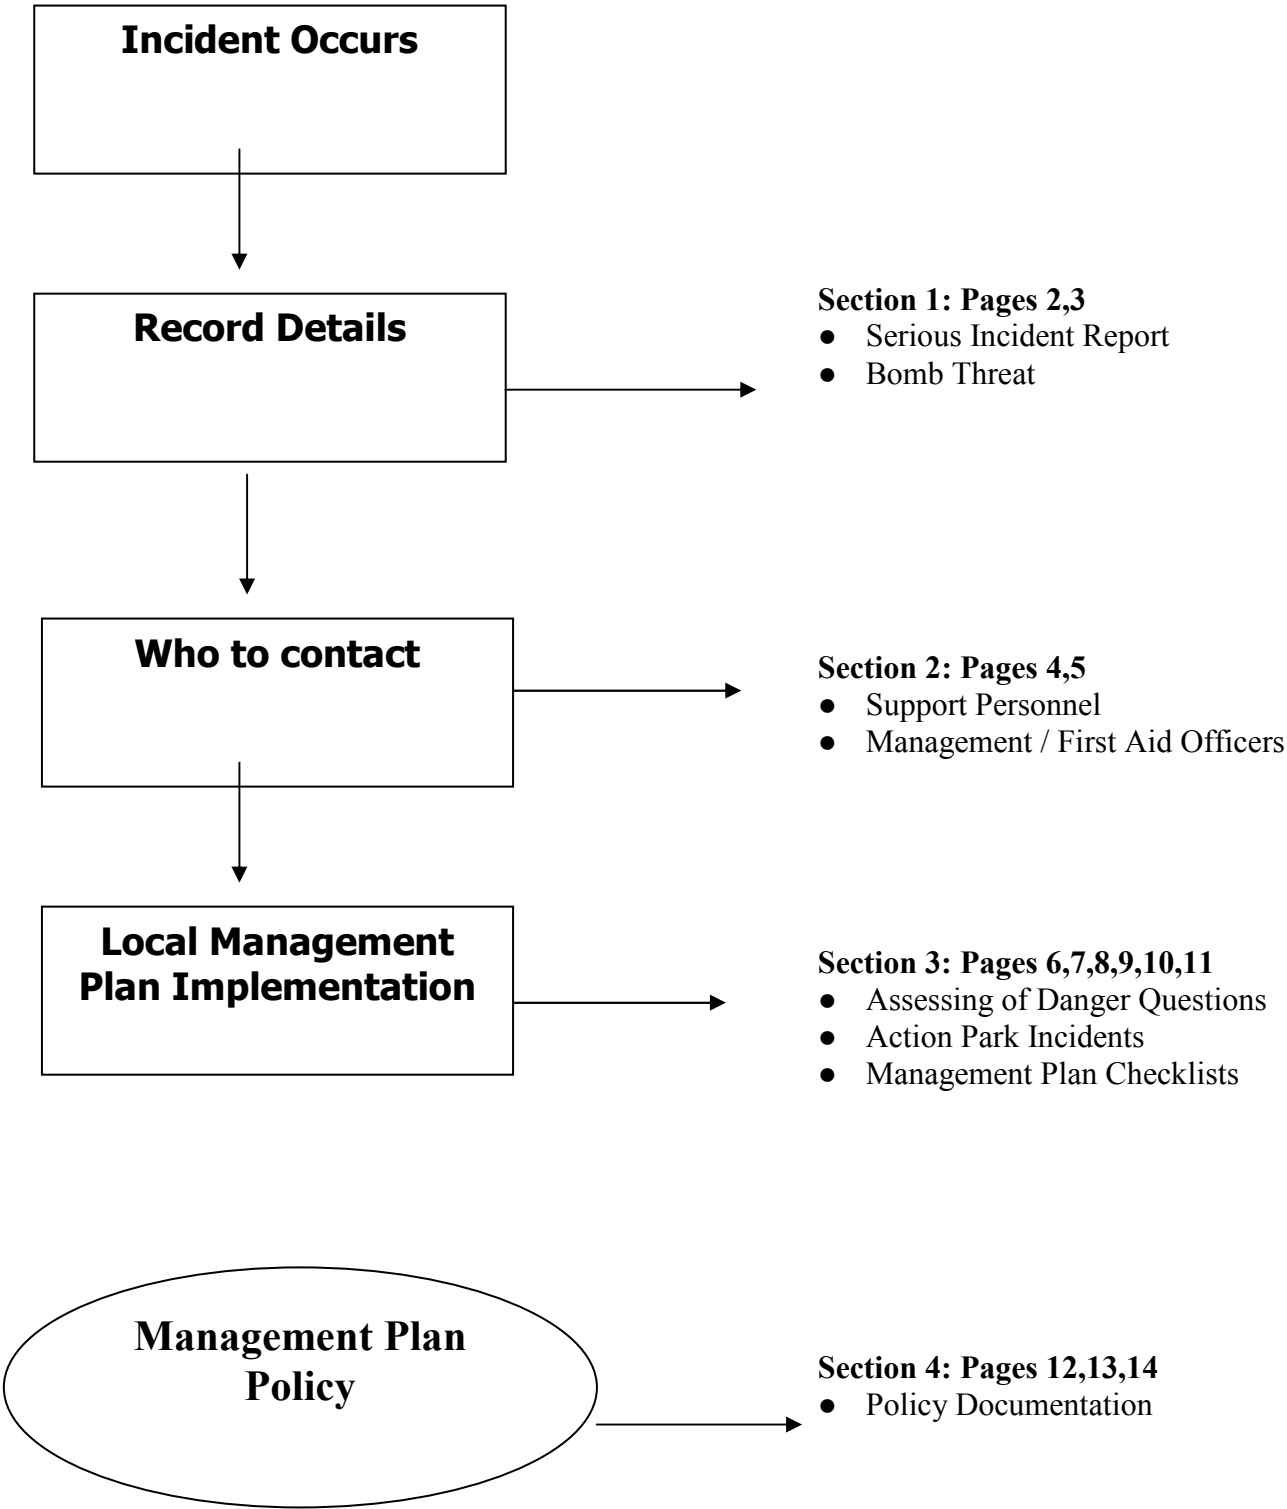 Incident Occurs
Record Details
Section 1: Pages 2,3
● Serious Incident Report
● Bomb Threat
Who to contact
Section 2: Pages 4,5
● Support Personnel
● Management / First Aid Officers
Local Management
Plan Implementation
Section 3: Pages 6,7,8,9,10,11
● Assessing of Danger Questions
● Action Park Incidents
● Management Plan Checklists
Management Plan
Policy
Section 4: Pages 12,13,14
● Policy Documentation